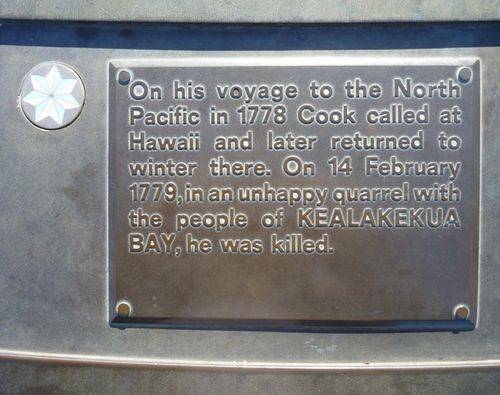 On his voyage to the North
Pacific in 1778 Cook called at
Hawaii and later returned to
winter there. On 14 February
1779, in an unhappy quarrel with
the people of KEALAKEKUA
BAY, he was killed.